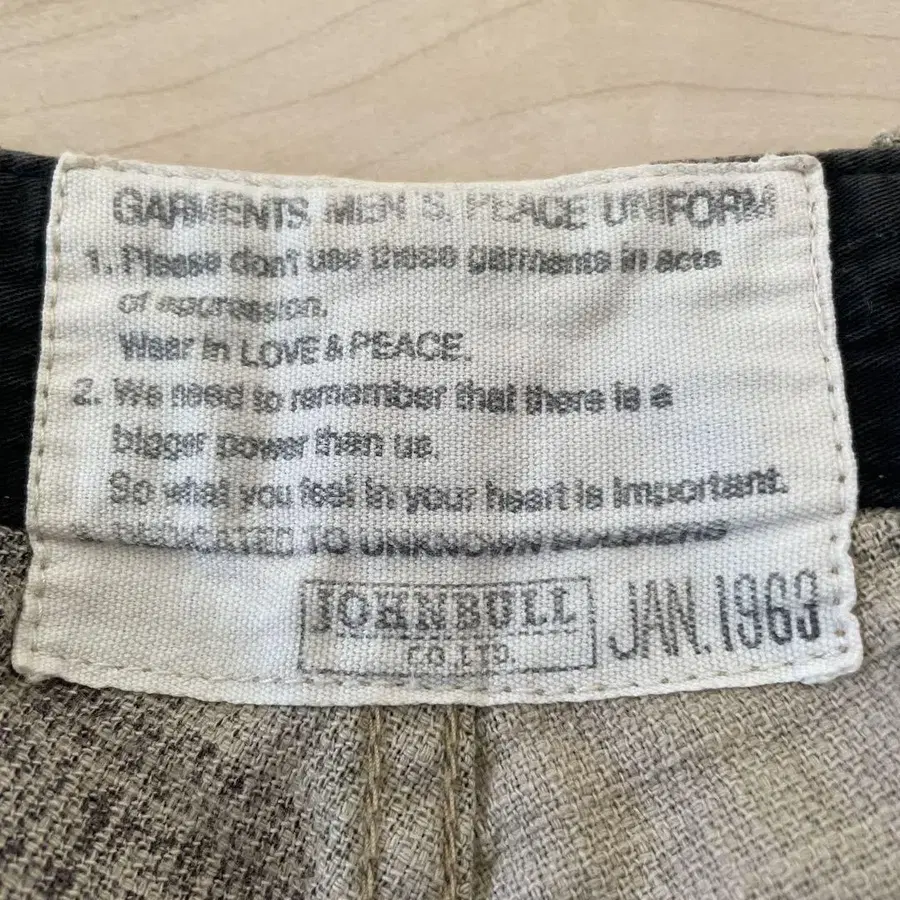 GARMENTS MEN'S. PEACE UNIFORM
1. Please don't use these garments in acts
of aggression.
Wear in LOVE & PEACE.
2. We need to remember that there is a
bigger power than us.
So what you feel in your heart is important.
DEDICATED TO UNKNOWN SOLDIERS
JOHNBULL
CO. LTD.
JAN. 1963